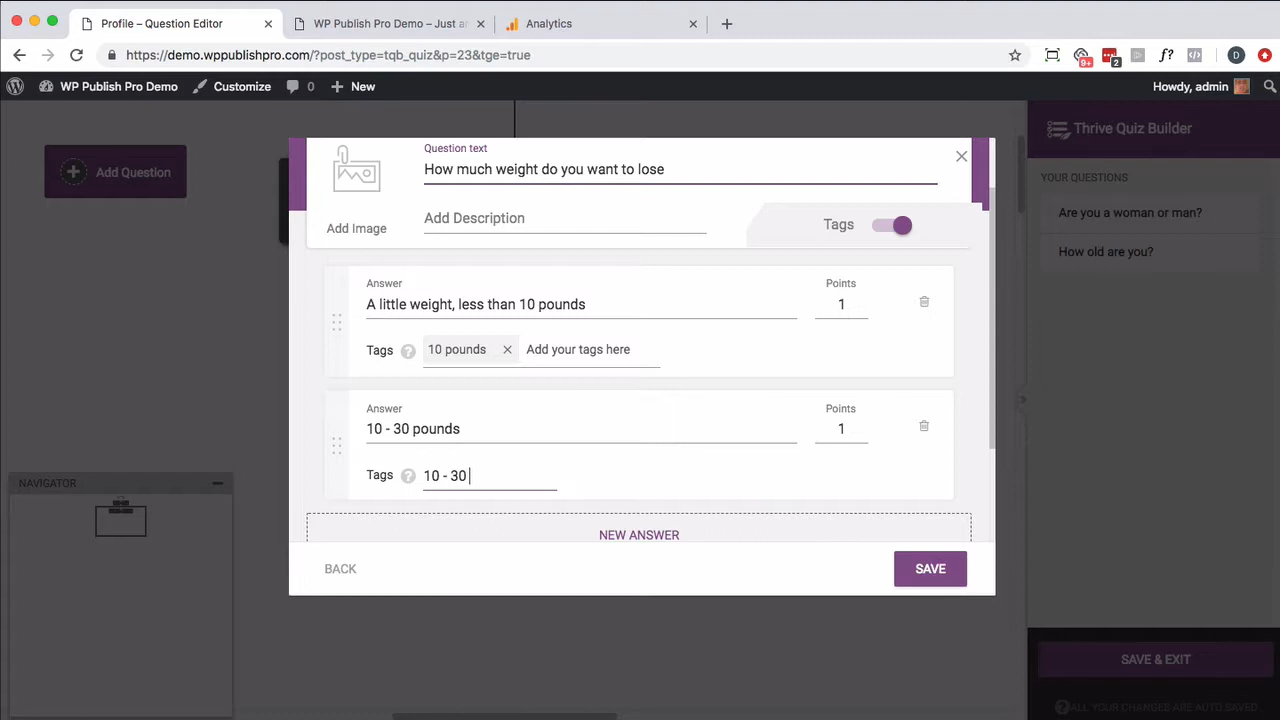 Profile – Question Editor
WP Publish Pro Demo – Just ar
Analytics
https://demo.wppublishpro.com/?post_type=tqb_quiz&p=23&tge=true
9+
2
f?
D
WP Publish Pro Demo
Customize
0
New
Howdy, admin
Add Question
Thrive Quiz Builder
YOUR QUESTIONS
Are you a woman or man?
How old are you?
Question text
How much weight do you want to lose
Add Image
Add Description
Tags
Answer
Points
A little weight, less than 10 pounds
1
Tags
?
10 pounds
Add your tags here
Answer
Points
10 - 30 pounds
1
Tags
?
10 - 30
NEW ANSWER
BACK
SAVE
NAVIGATOR
SAVE & EXIT
ALL YOUR CHANGES ARE AUTO SAVED